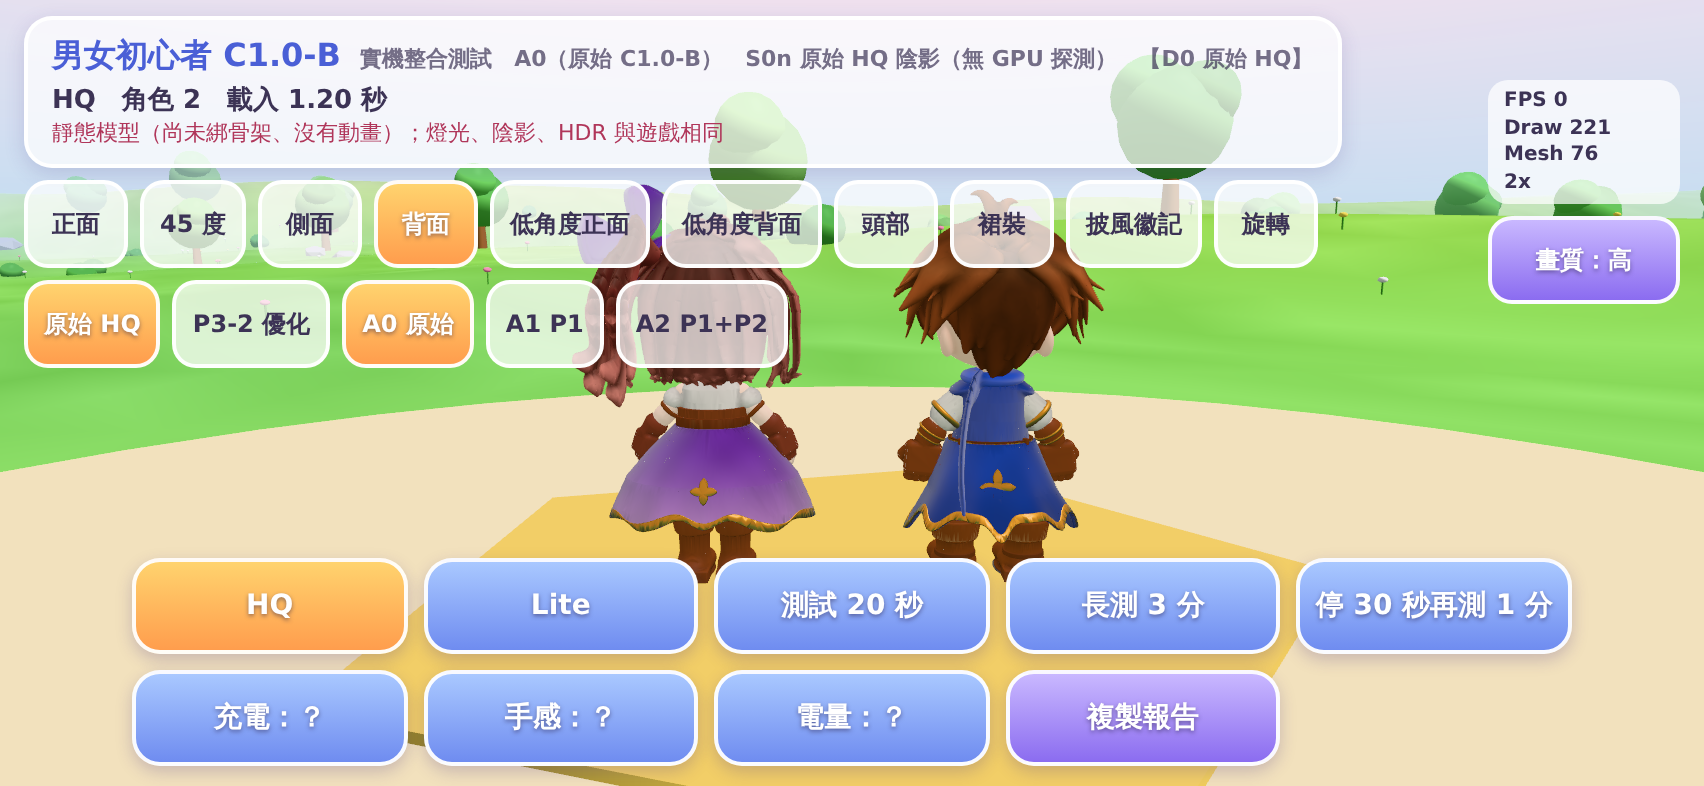 男女初心者 C1.0-B 實機整合測試 A0（原始 C1.0-B） S0n 原始 HQ 陰影（無 GPU 探測） 【D0 原始 HQ】
HQ 角色 2 載入 1.20 秒
靜態模型（尚未綁骨架、沒有動畫）；燈光、陰影、HDR 與遊戲相同
FPS 0
Draw 221
Mesh 76
2x
正面 45 度 側面 背面 低角度正面 低角度背面 頭部 裙裝 披風徽記 旋轉
畫質：高
原始 HQ P3-2 優化 A0 原始 A1 P1 A2 P1+P2
HQ Lite 測試 20 秒 長測 3 分 停 30 秒再測 1 分
充電：？ 手感：？ 電量：？ 複製報告